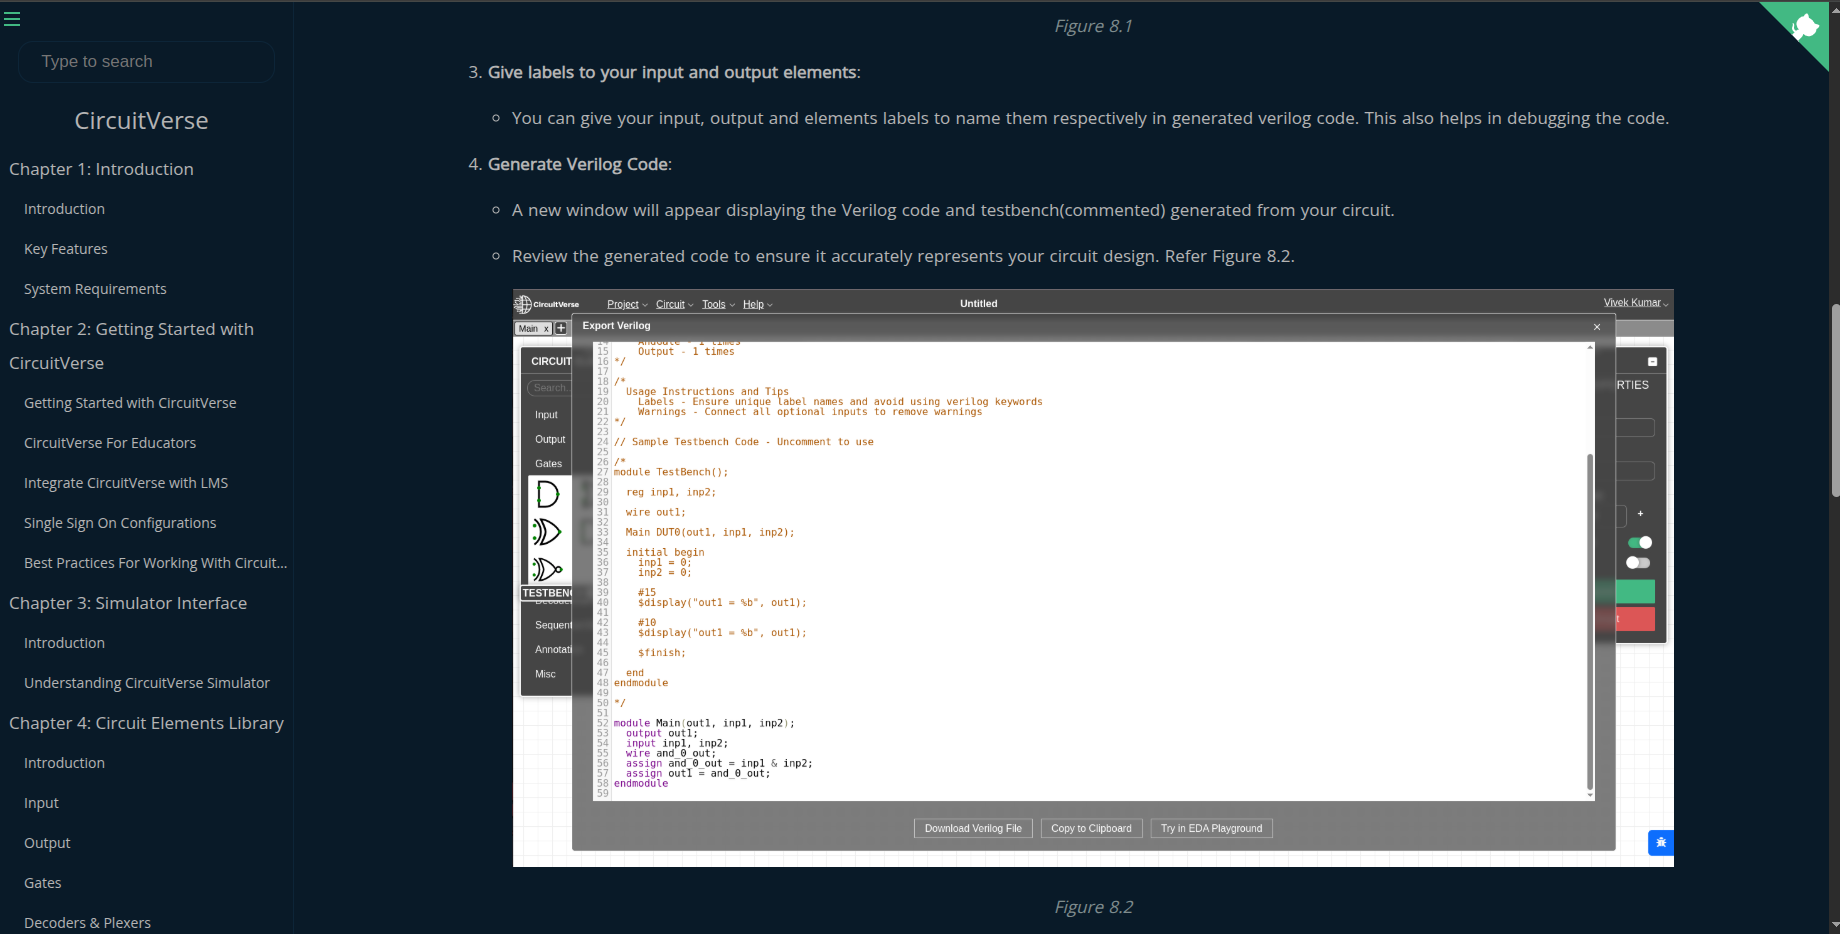 Type to search
CircuitVerse
Chapter 1: Introduction
Introduction
Key Features
System Requirements
Chapter 2: Getting Started with
CircuitVerse
Getting Started with CircuitVerse
CircuitVerse For Educators
Integrate CircuitVerse with LMS
Single Sign On Configurations
Best Practices For Working With Circuit...
Chapter 3: Simulator Interface
Introduction
Understanding CircuitVerse Simulator
Chapter 4: Circuit Elements Library
Introduction
Input
Output
Gates
Decoders & Plexers
Figure 8.1
3. Give labels to your input and output elements:
You can give your input, output and elements labels to name them respectively in generated verilog code. This also helps in debugging the code.
4. Generate Verilog Code:
A new window will appear displaying the Verilog code and testbench(commented) generated from your circuit.
Review the generated code to ensure it accurately represents your circuit design. Refer Figure 8.2.
CircuitVerse Project Circuit Tools Help Untitled Vivek Kumar
Main x +
Export Verilog ×
CIRCUIT
Search.
Input
Output
Gates
TESTBENC
Sequent
Annotati
Misc
14 AndGate - 1 times
15 Output - 1 times
16 */
17
18 /*
19 Usage Instructions and Tips
20 Labels - Ensure unique label names and avoid using verilog keywords
21 Warnings - Connect all optional inputs to remove warnings
22 */
23
24 // Sample Testbench Code - Uncomment to use
25
26 /*
27 module TestBench();
28
29 reg inp1, inp2;
30
31 wire out1;
32
33 Main DUT0(out1, inp1, inp2);
34
35 initial begin
36 inp1 = 0;
37 inp2 = 0;
38
39 #15
40 $display("out1 = %b", out1);
41
42 #10
43 $display("out1 = %b", out1);
44
45 $finish;
46
47 end
48 endmodule
49
50 */
51
52 module Main(out1, inp1, inp2);
53 output out1;
54 input inp1, inp2;
55 wire and_0_out;
56 assign and_0_out = inp1 & inp2;
57 assign out1 = and_0_out;
58 endmodule
59
RTIES
+
t
Download Verilog File Copy to Clipboard Try in EDA Playground
Figure 8.2